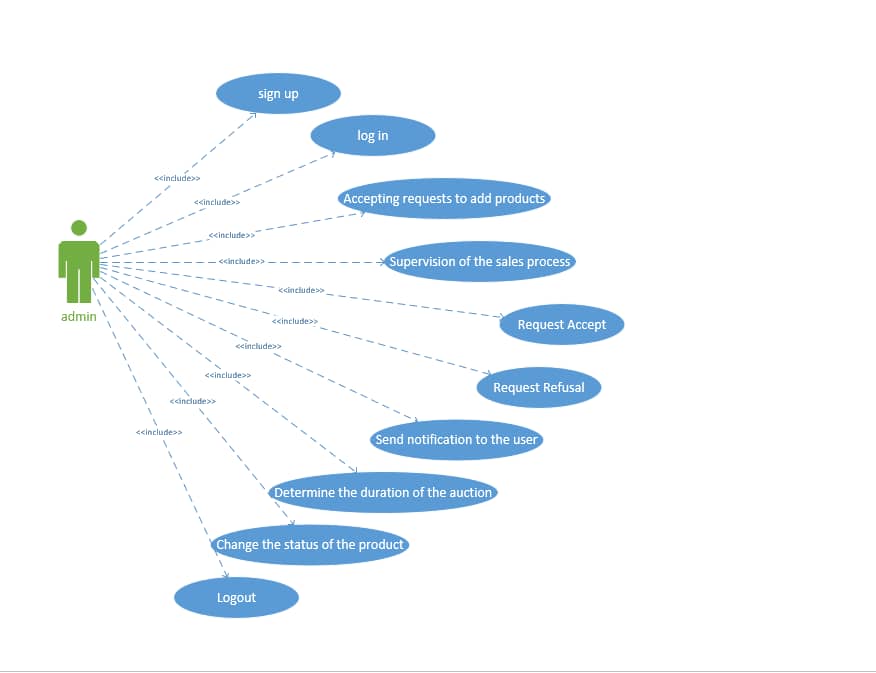 sign up
log in
<<include>>
<<include>>
Accepting requests to add products
<<include>>
<<include>>
Supervision of the sales process
<<include>>
admin
<<include>>
Request Accept
<<include>>
<<include>>
Request Refusal
<<include>>
<<include>>
Send notification to the user
Determine the duration of the auction
Change the status of the product
Logout